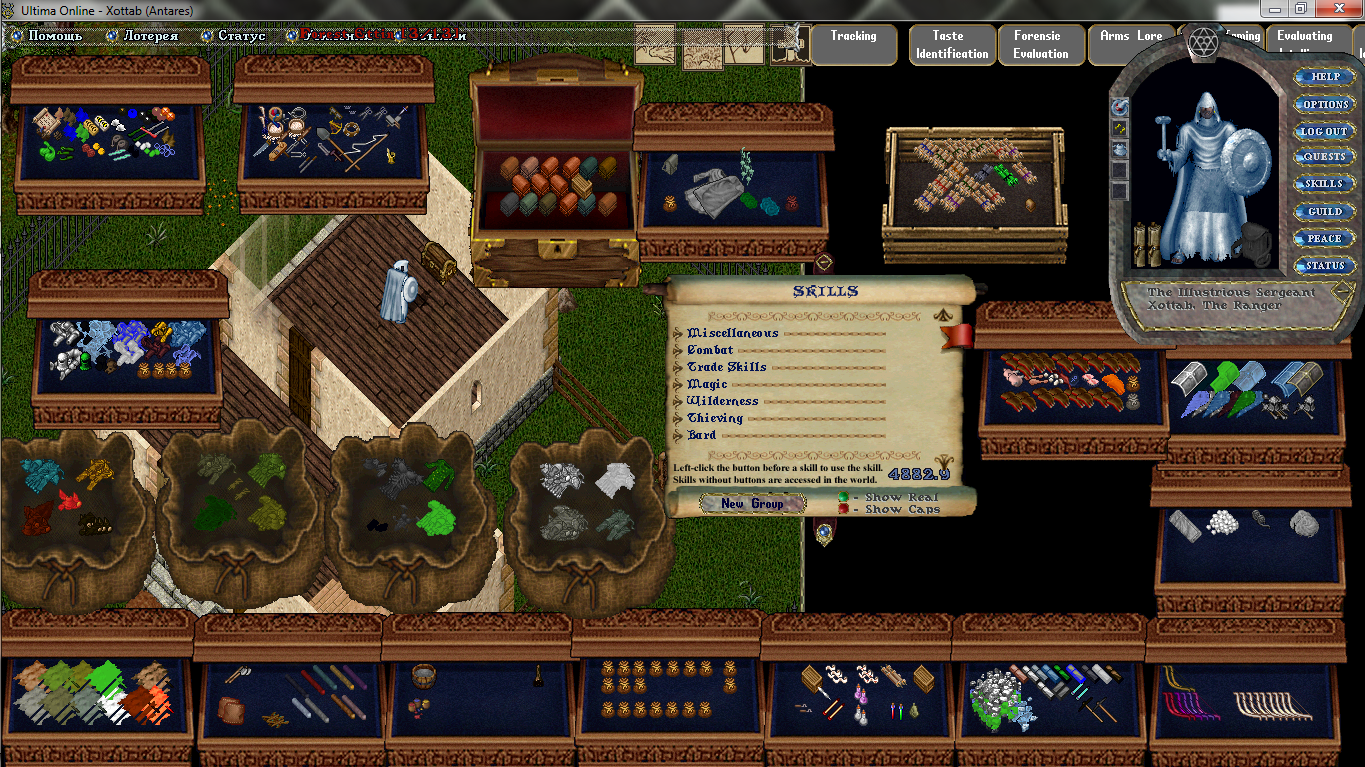 Ultima Online - Xottab (Antares)
Помощь
Лотерея
Статус
Tracking
Taste
Identification
Forensic
Evaluation
Arms Lore
Evaluating
HELP
OPTIONS
LOG OUT
QUESTS
SKILLS
GUILD
PEACE
STATUS
The Illustrious Sergeant
Xottab, The Ranger
SKILLS
Miscellaneous
Combat
Trade Skills
Magic
Wilderness
Thieving
Bard
Left-click the button before a skill to use the skill.
Skills without buttons are accessed in the world.
4882.9
New Group
- Show Real
- Show Caps